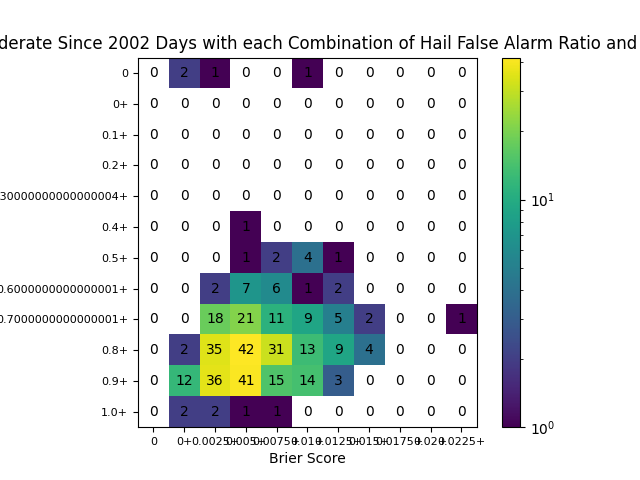 derate Since 2002 Days with each Combination of Hail False Alarm Ratio and
0 0 2 1 0 0 1 0 0 0 0 0
0+ 0 0 0 0 0 0 0 0 0 0 0
0.1+ 0 0 0 0 0 0 0 0 0 0 0
0.2+ 0 0 0 0 0 0 0 0 0 0 0
30000000000000004+ 0 0 0 0 0 0 0 0 0 0 0
0.4+ 0 0 0 1 0 0 0 0 0 0 0
0.5+ 0 0 0 1 2 4 1 0 0 0 0
0.6000000000000001+ 0 0 2 7 6 1 2 0 0 0 0
0.7000000000000001+ 0 0 18 21 11 9 5 2 0 0 1
0.8+ 0 2 35 42 31 13 9 4 0 0 0
0.9+ 0 12 36 41 15 14 3 0 0 0 0
1.0+ 0 2 2 1 1 0 0 0 0 0 0
0 0+ 0.0025+ 0.005+ 0.0075+ 0.01+ 0.0125+ 0.015+ 0.0175+ 0.02+ 0.0225+
Brier Score
10¹
10⁰